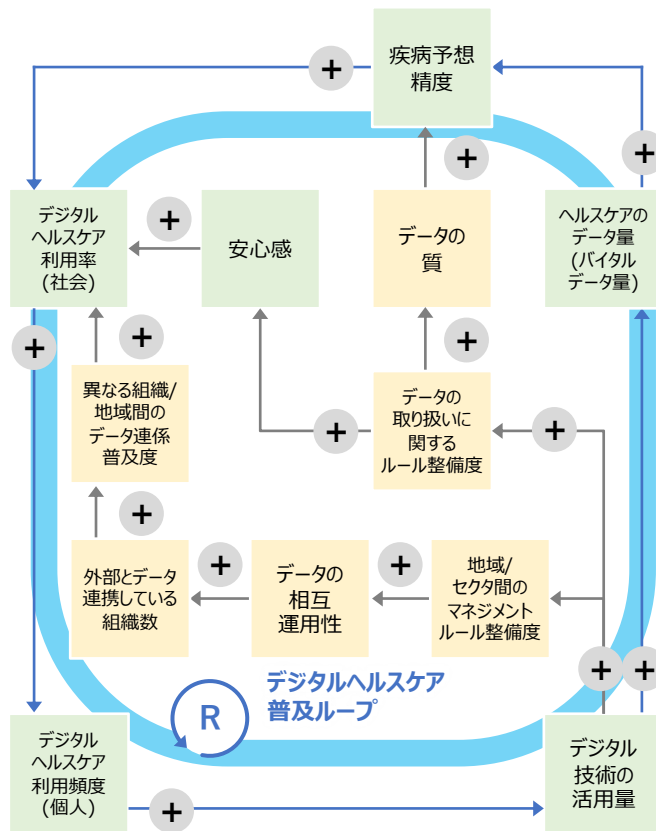 疾病予想
精度
+
+
+
デジタル
ヘルスケア
利用率
(社会)
+
安心感
データの
質
ヘルスケアの
データ量
(バイタル
データ量)
+
+
+
異なる組織/
地域間の
データ連係
普及度
データの
取り扱いに
関する
ルール整備度
+
+
+
外部とデータ
連携している
組織数
+
データの
相互
運用性
+
地域/
セクタ間の
マネジメント
ルール整備度
R
デジタルヘルスケア
普及ループ
+
+
デジタル
ヘルスケア
利用頻度
(個人)
+
デジタル
技術の
活用量